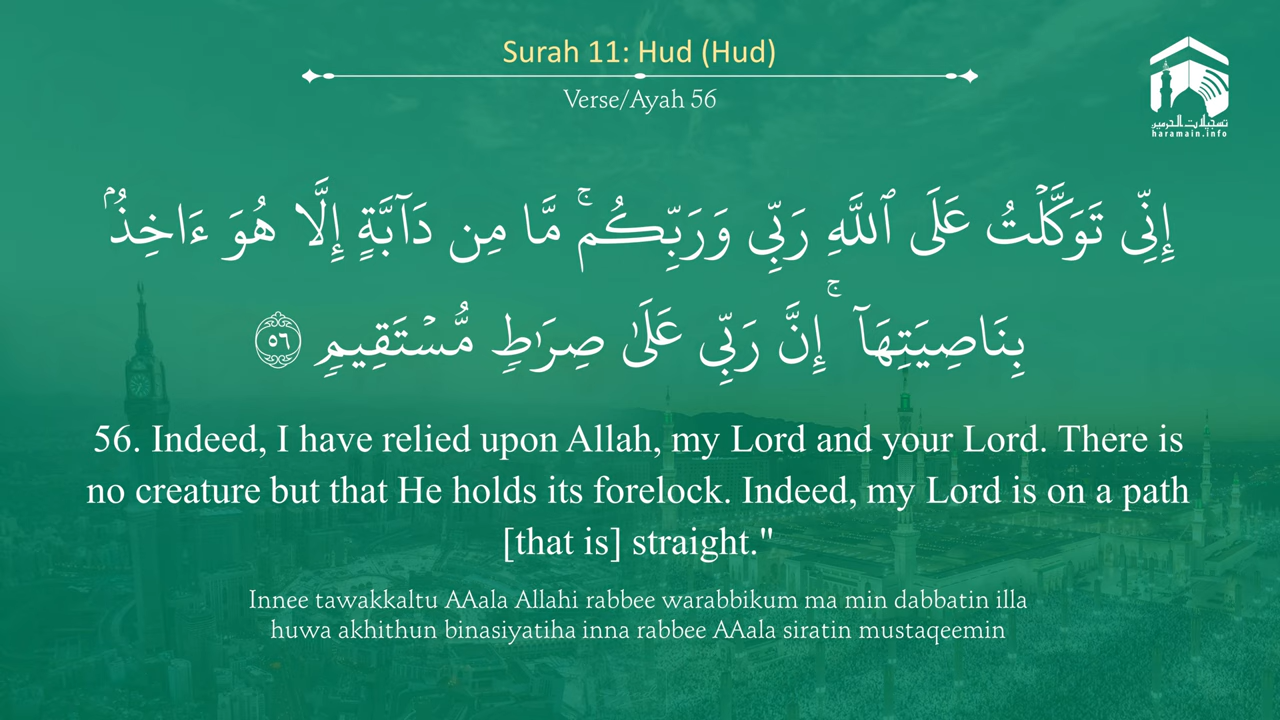 Surah 11: Hud (Hud)
Verse/Ayah 56
تسجيلات الحرمين
haramain.info
إِنِّى تَوَكَّلْتُ عَلَى ٱللَّهِ رَبِّى وَرَبِّكُم ۚ مَّا مِن دَآبَّةٍ إِلَّا هُوَ ءَاخِذٌۢ
بِنَاصِيَتِهَآ ۚ إِنَّ رَبِّى عَلَىٰ صِرَٰطٍ مُّسْتَقِيمٍ ٥٦
56. Indeed, I have relied upon Allah, my Lord and your Lord. There is
no creature but that He holds its forelock. Indeed, my Lord is on a path
[that is] straight."
Innee tawakkaltu AAala Allahi rabbee warabbikum ma min dabbatin illa
huwa akhithun binasiyatiha inna rabbee AAala siratin mustaqeemin